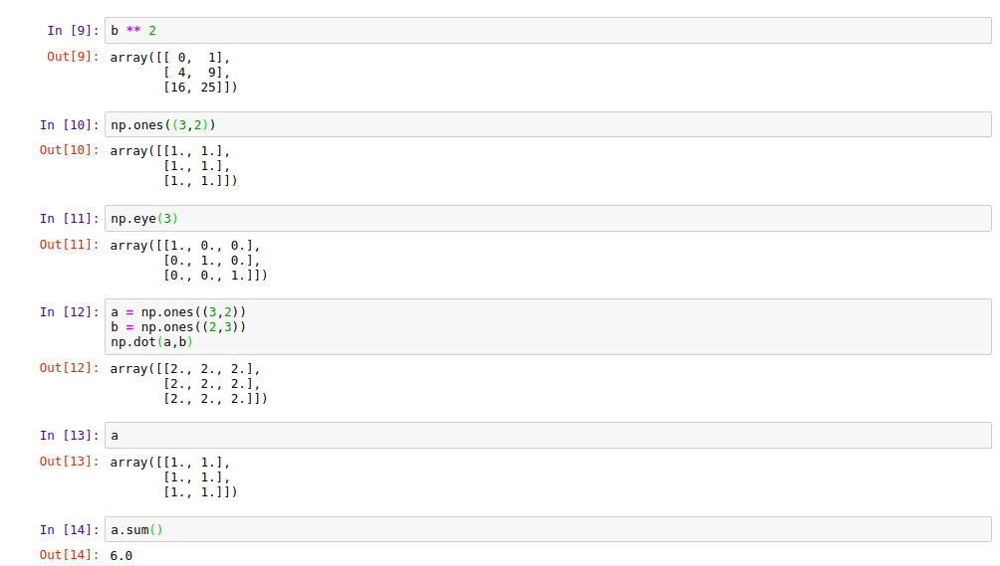 In [9]: b ** 2
Out[9]: array([[ 0,  1],
       [ 4,  9],
       [16, 25]])
In [10]: np.ones((3,2))
Out[10]: array([[1., 1.],
       [1., 1.],
       [1., 1.]])
In [11]: np.eye(3)
Out[11]: array([[1., 0., 0.],
       [0., 1., 0.],
       [0., 0., 1.]])
In [12]: a = np.ones((3,2))
b = np.ones((2,3))
np.dot(a,b)
Out[12]: array([[2., 2., 2.],
       [2., 2., 2.],
       [2., 2., 2.]])
In [13]: a
Out[13]: array([[1., 1.],
       [1., 1.],
       [1., 1.]])
In [14]: a.sum()
Out[14]: 6.0